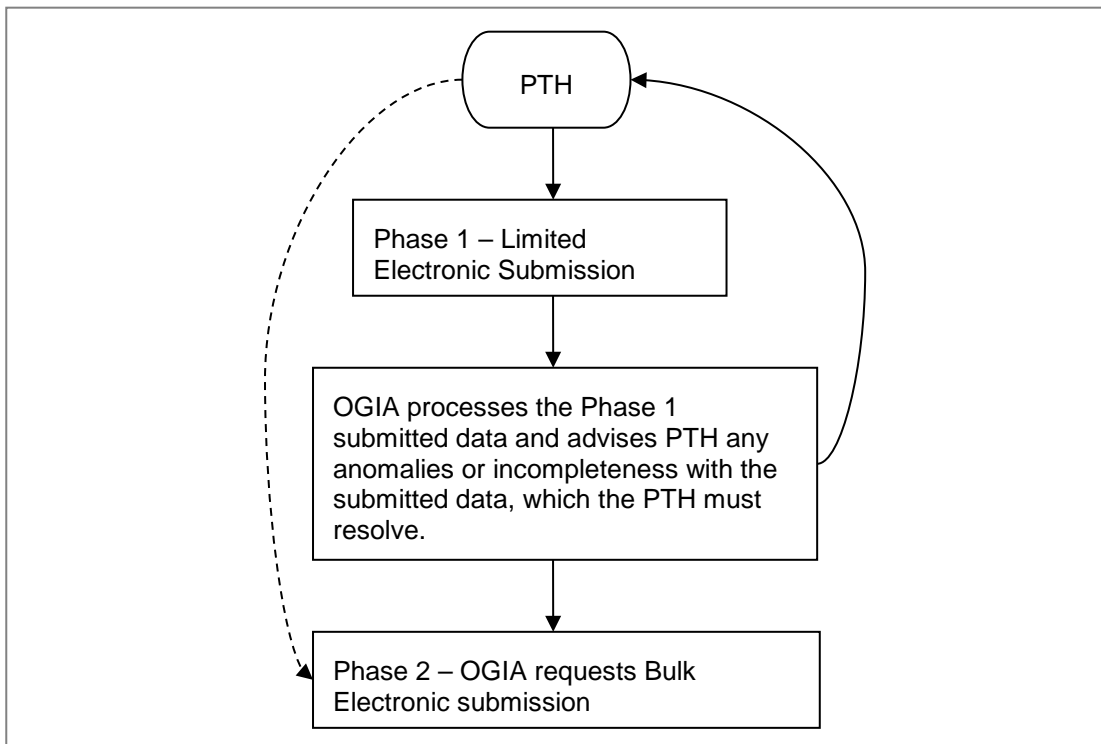 PTH
Phase 1 – Limited
Electronic Submission
OGIA processes the Phase 1
submitted data and advises PTH any
anomalies or incompleteness with the
submitted data, which the PTH must
resolve.
Phase 2 – OGIA requests Bulk
Electronic submission